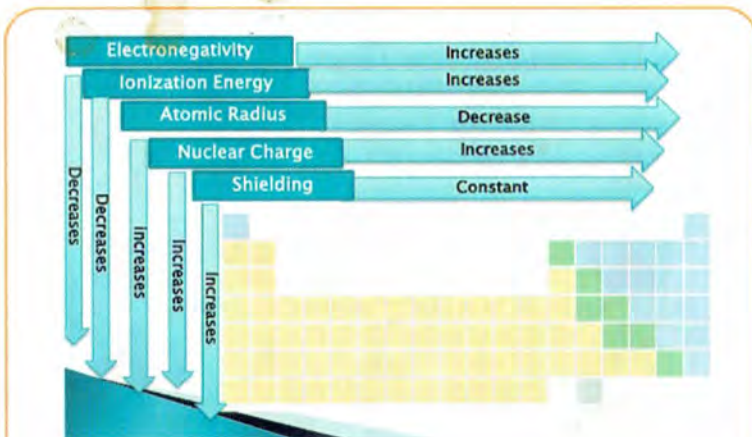 Electronegativity Increases
Ionization Energy Increases
Atomic Radius Decrease
Nuclear Charge Increases
Shielding Constant
Decreases
Decreases
increases
Increases
Increases